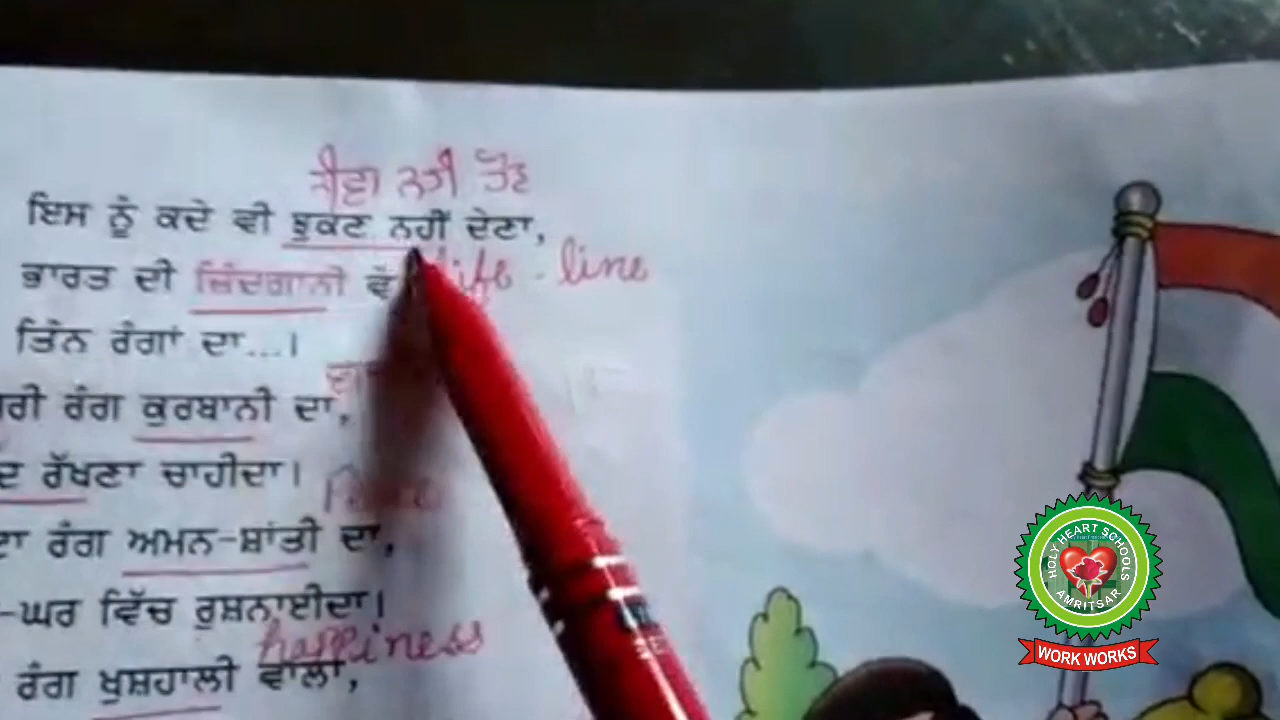 ਨੀਵਾ ਨਹੀਂ ਹੋਣ
ਇਸ ਨੂੰ ਕਦੇ ਵੀ ਝੁਕਣ ਨਹੀਂ ਦੇਣਾ,
life-line
ਭਾਰਤ ਦੀ ਜ਼ਿੰਦਗਾਨੀ
ਤਿੰਨ ਰੰਗਾਂ ਦਾ...।
ਰੰਗ ਕੁਰਬਾਨੀ ਦਾ,
ਰੱਖਣਾ ਚਾਹੀਦਾ।
ਰੰਗ ਅਮਨ-ਸ਼ਾਂਤੀ ਦਾ,
-ਘਰ ਵਿੱਚ ਰੁਸ਼ਨਾਈਦਾ।
happiness
ਰੰਗ ਖੁਸ਼ਹਾਲੀ ਵਾਲਾ,
HOLY HEART SCHOOLS
AMRITSAR
WORK WORKS